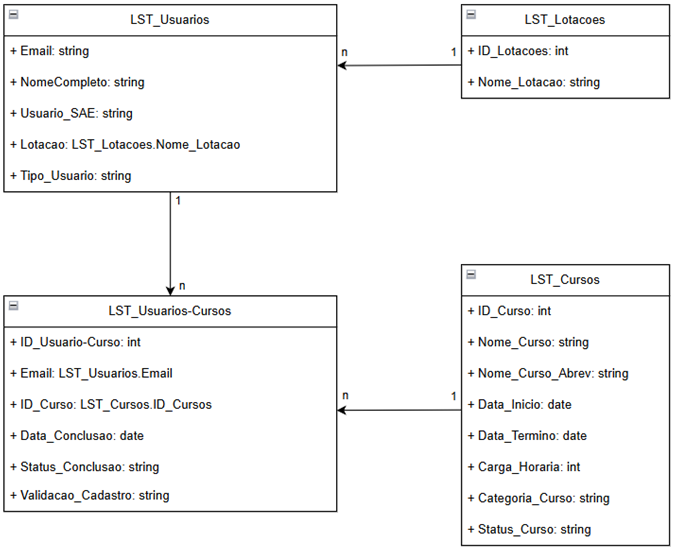 LST_Usuarios
+ Email: string
+ NomeCompleto: string
+ Usuario_SAE: string
+ Lotacao: LST_Lotacoes.Nome_Lotacao
+ Tipo_Usuario: string
n
1
LST_Lotacoes
+ ID_Lotacoes: int
+ Nome_Lotacao: string
1
n
LST_Usuarios-Cursos
+ ID_Usuario-Curso: int
+ Email: LST_Usuarios.Email
+ ID_Curso: LST_Cursos.ID_Cursos
+ Data_Conclusao: date
+ Status_Conclusao: string
+ Validacao_Cadastro: string
n
1
LST_Cursos
+ ID_Curso: int
+ Nome_Curso: string
+ Nome_Curso_Abrev: string
+ Data_Inicio: date
+ Data_Termino: date
+ Carga_Horaria: int
+ Categoria_Curso: string
+ Status_Curso: string